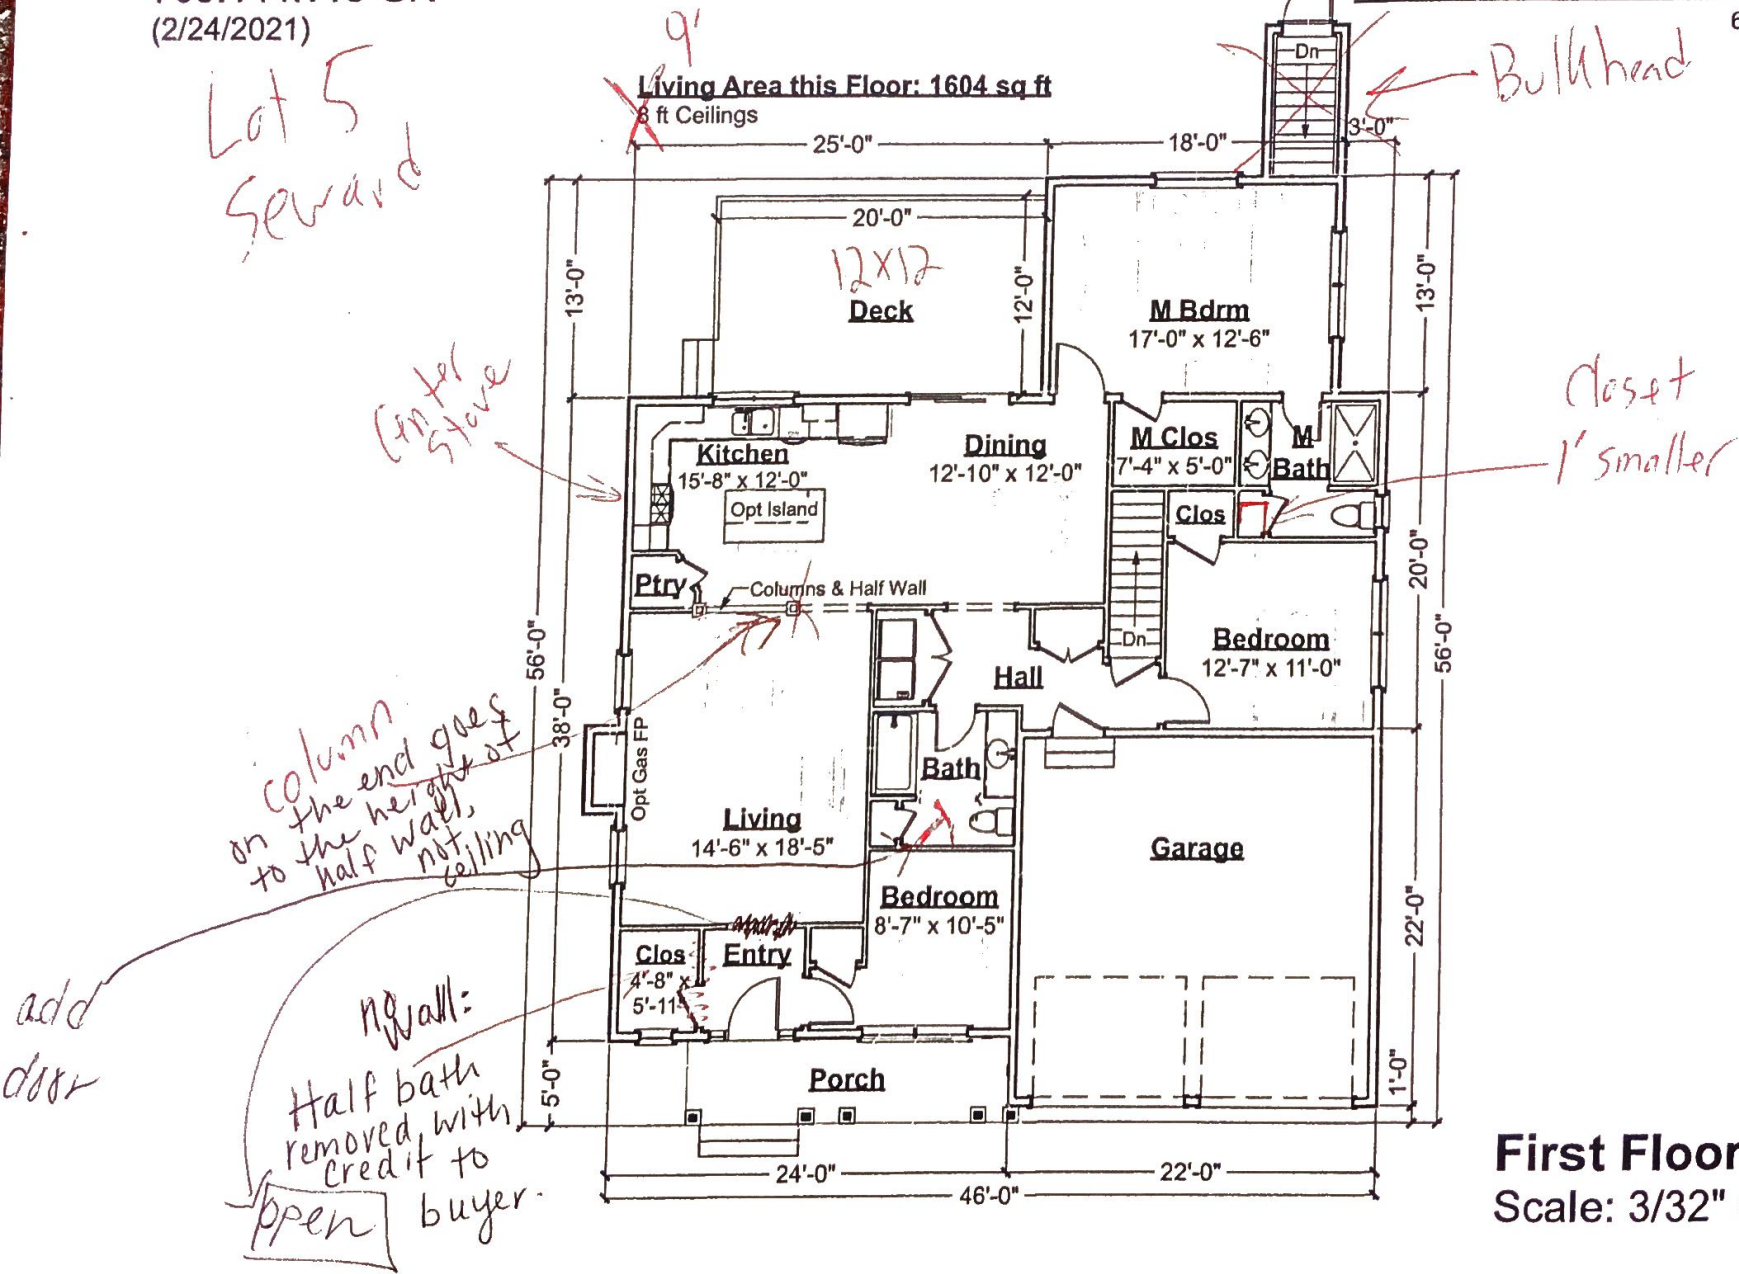 (2/24/2021)
Lot 5
Seward
9'
Living Area this Floor: 1604 sq ft
8 ft Ceilings
25'-0"
18'-0"
3'-0"
Dn
Bulkhead
20'-0"
12x12
Deck
12'-0"
13'-0"
13'-0"
M Bdrm
17'-0" x 12'-6"
Center
Stove
Closet
1' smaller
Kitchen
15'-8" x 12'-0"
Opt Island
Dining
12'-10" x 12'-0"
M Clos
7'-4" x 5'-0"
M
Bath
Clos
Ptry
Columns & Half Wall
20'-0"
56'-0"
56'-0"
38'-0"
Dn
Hall
Bedroom
12'-7" x 11'-0"
column
on the end goes
to the height of
half wall,
not
ceiling
Opt Gas FP
Bath
Living
14'-6" x 18'-5"
Garage
22'-0"
Bedroom
8'-7" x 10'-5"
Clos
4'-8" x
5'-11"
Entry
add
door
no wall:
Half bath
removed with
credit to
buyer.
open
5'-0"
Porch
1'-0"
24'-0"
22'-0"
46'-0"
First Floor
Scale: 3/32"